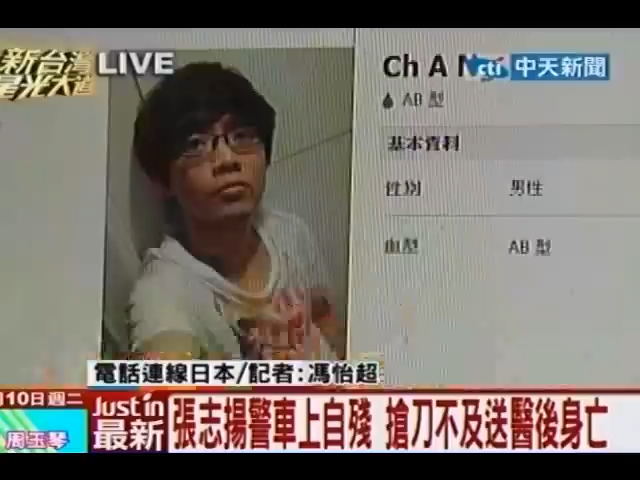 新台灣
星光大道
LIVE
Ch A N
cti 中天新聞
AB 型
基本資料
性別 男性
血型 AB 型
電話連線日本/記者:馮怡超
月10日週二
周玉琴
Just in
最新
張志揚警車上自殘 搶刀不及送醫後身亡